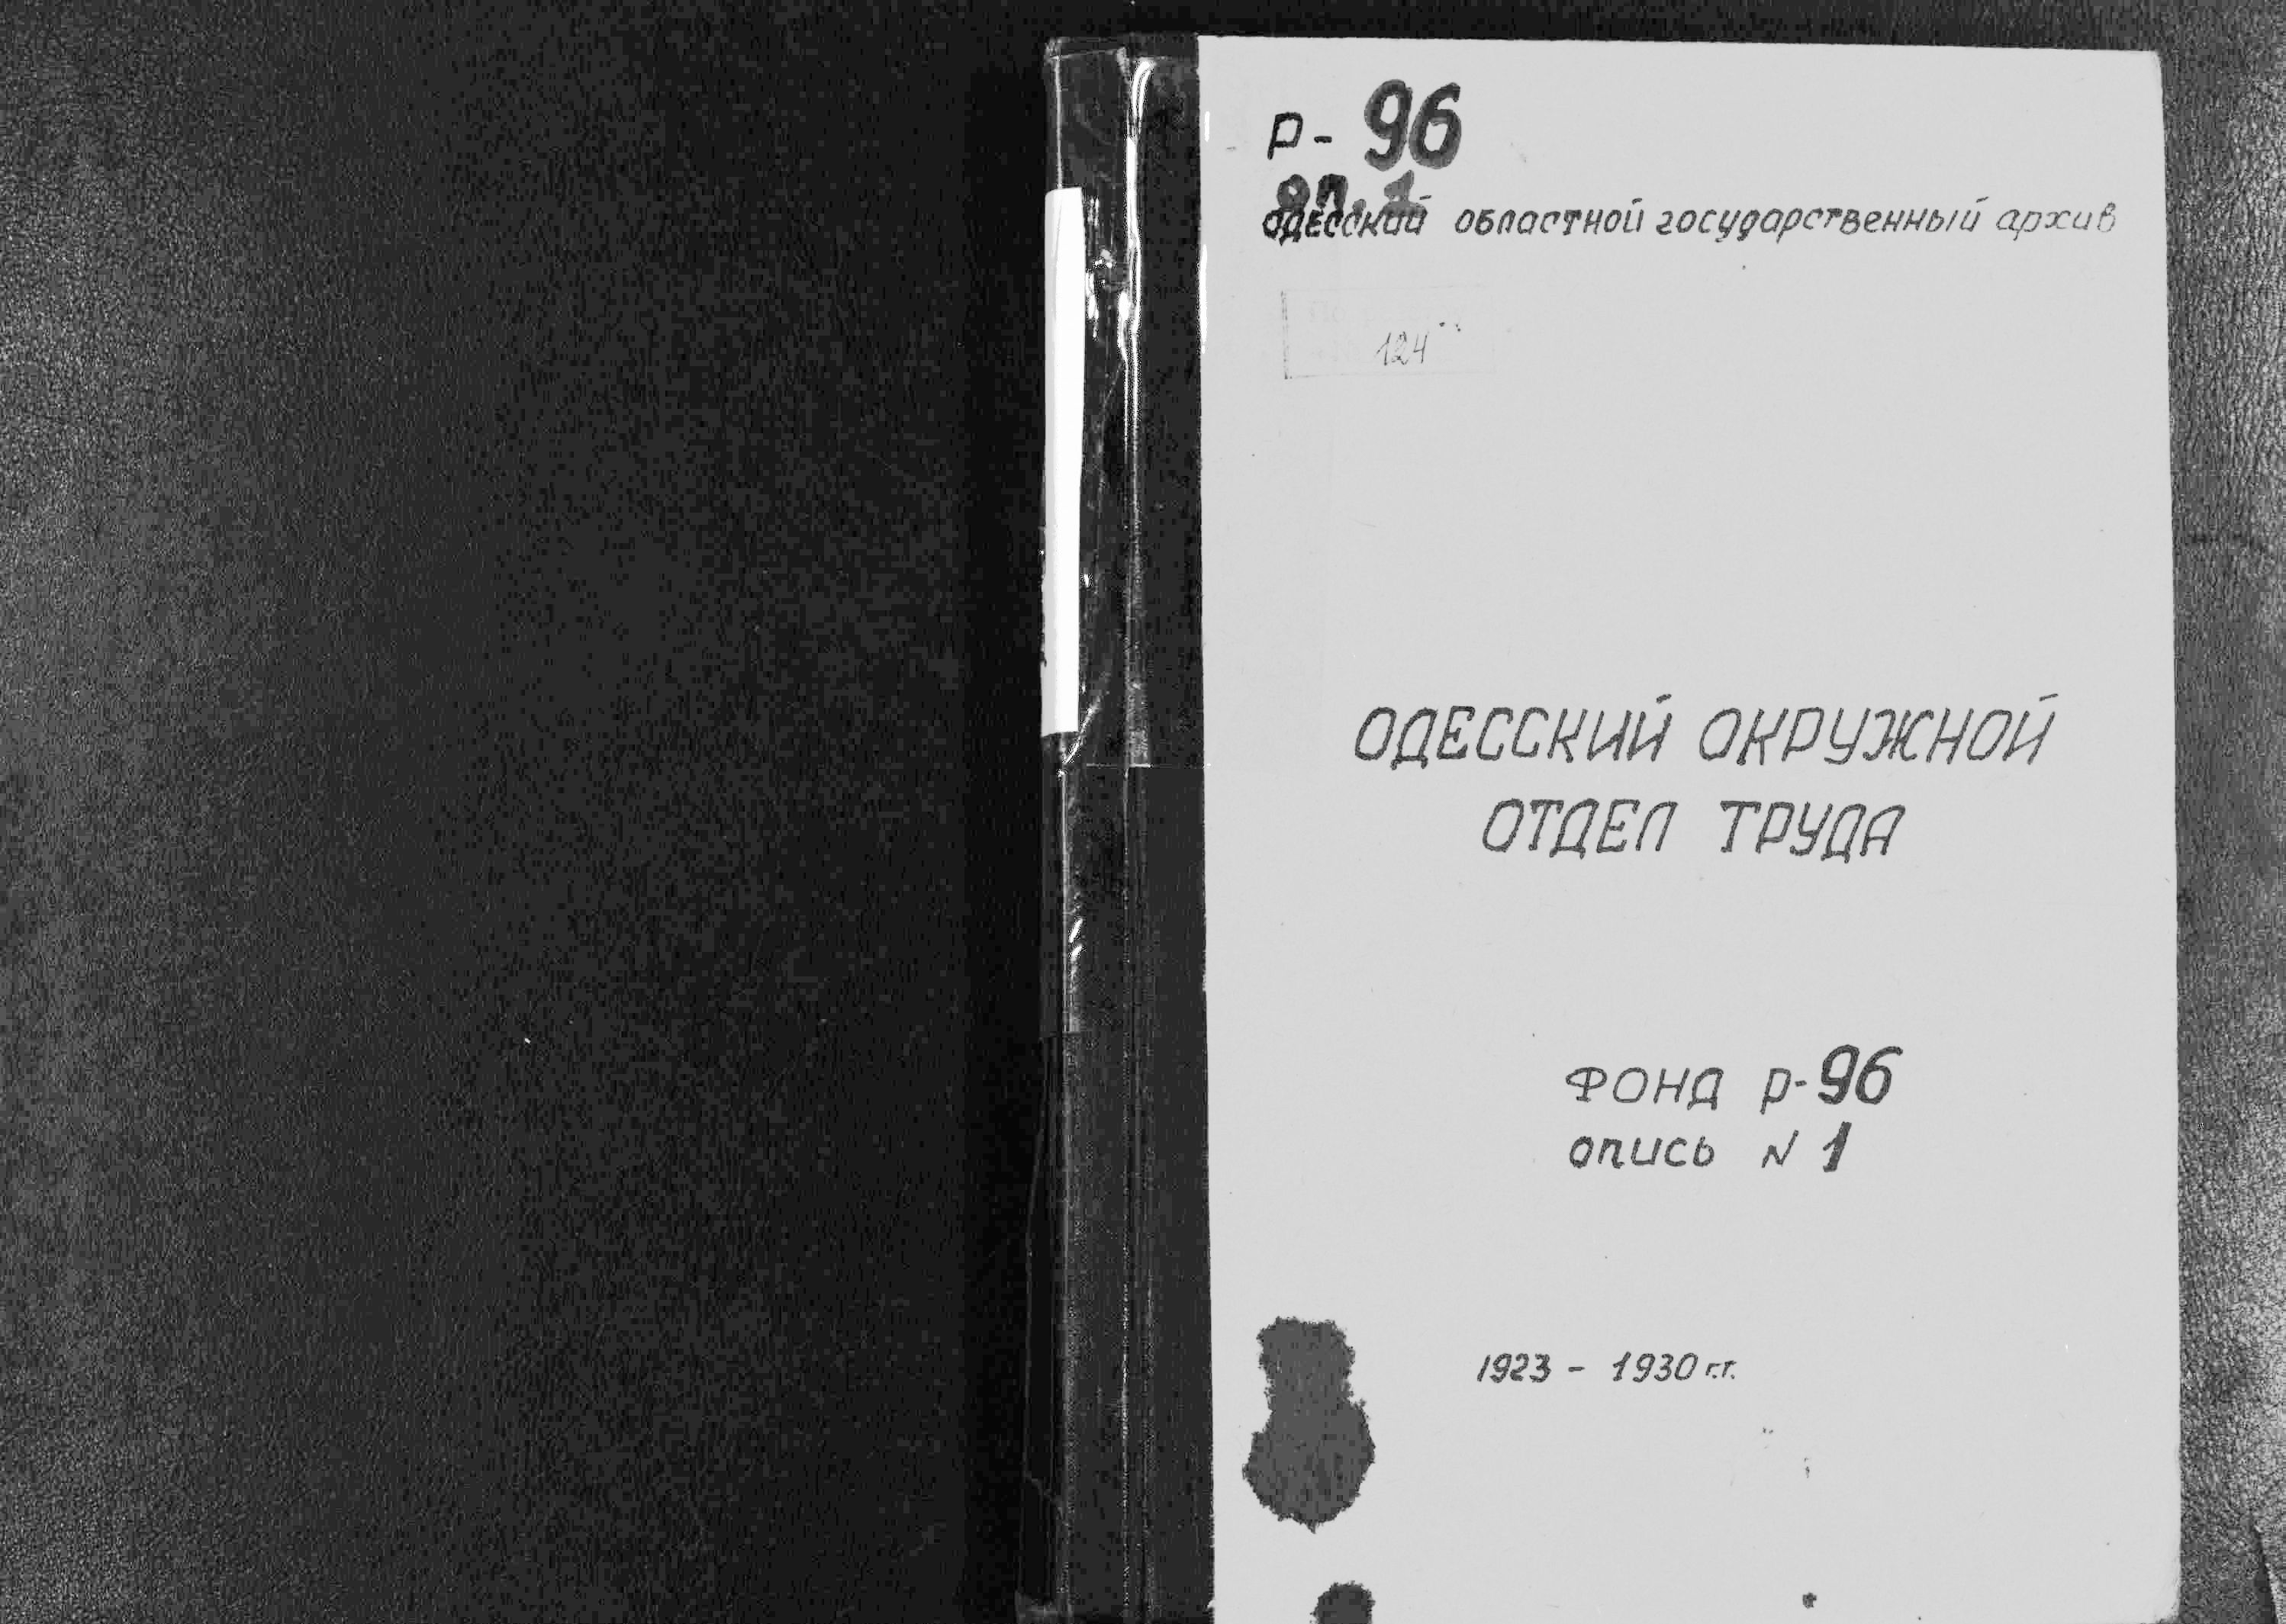 Р-96
оп. 1
Одесский областной государственный архив
124
ОДЕССКИЙ ОКРУЖНОЙ
ОТДЕЛ ТРУДА
ФОНД Р-96
опись N 1
1923 - 1930 г.г.